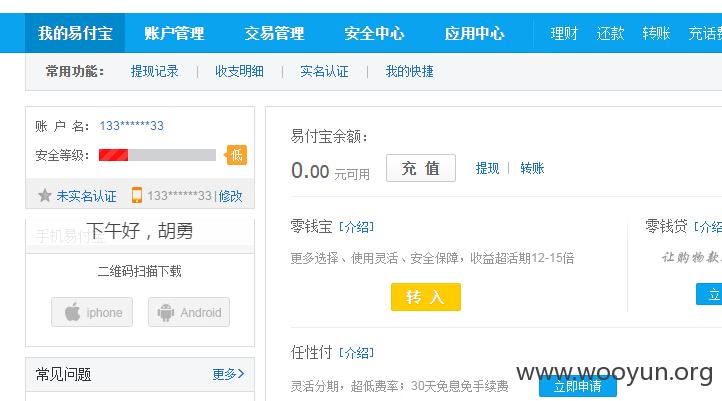 我的易付宝 账户管理 交易管理 安全中心 应用中心 理财 还款 转账 充话费
常用功能： 提现记录 | 收支明细 | 实名认证 | 我的快捷
账 户 名： 133******33
安全等级： 低
未实名认证 133******33 | 修改
手机易付宝
下午好，胡勇
二维码扫描下载
iphone Android
常见问题 更多>
易付宝余额：
0.00 元可用 充 值 提现 | 转账
零钱宝 [介绍]
更多选择、使用灵活、安全保障，收益超活期12-15倍
转 入
零钱贷 [介绍
让购物款
立
任性付 [介绍]
灵活分期，超低费率；30天免息免手续费 立即申请
www.wooyun.org